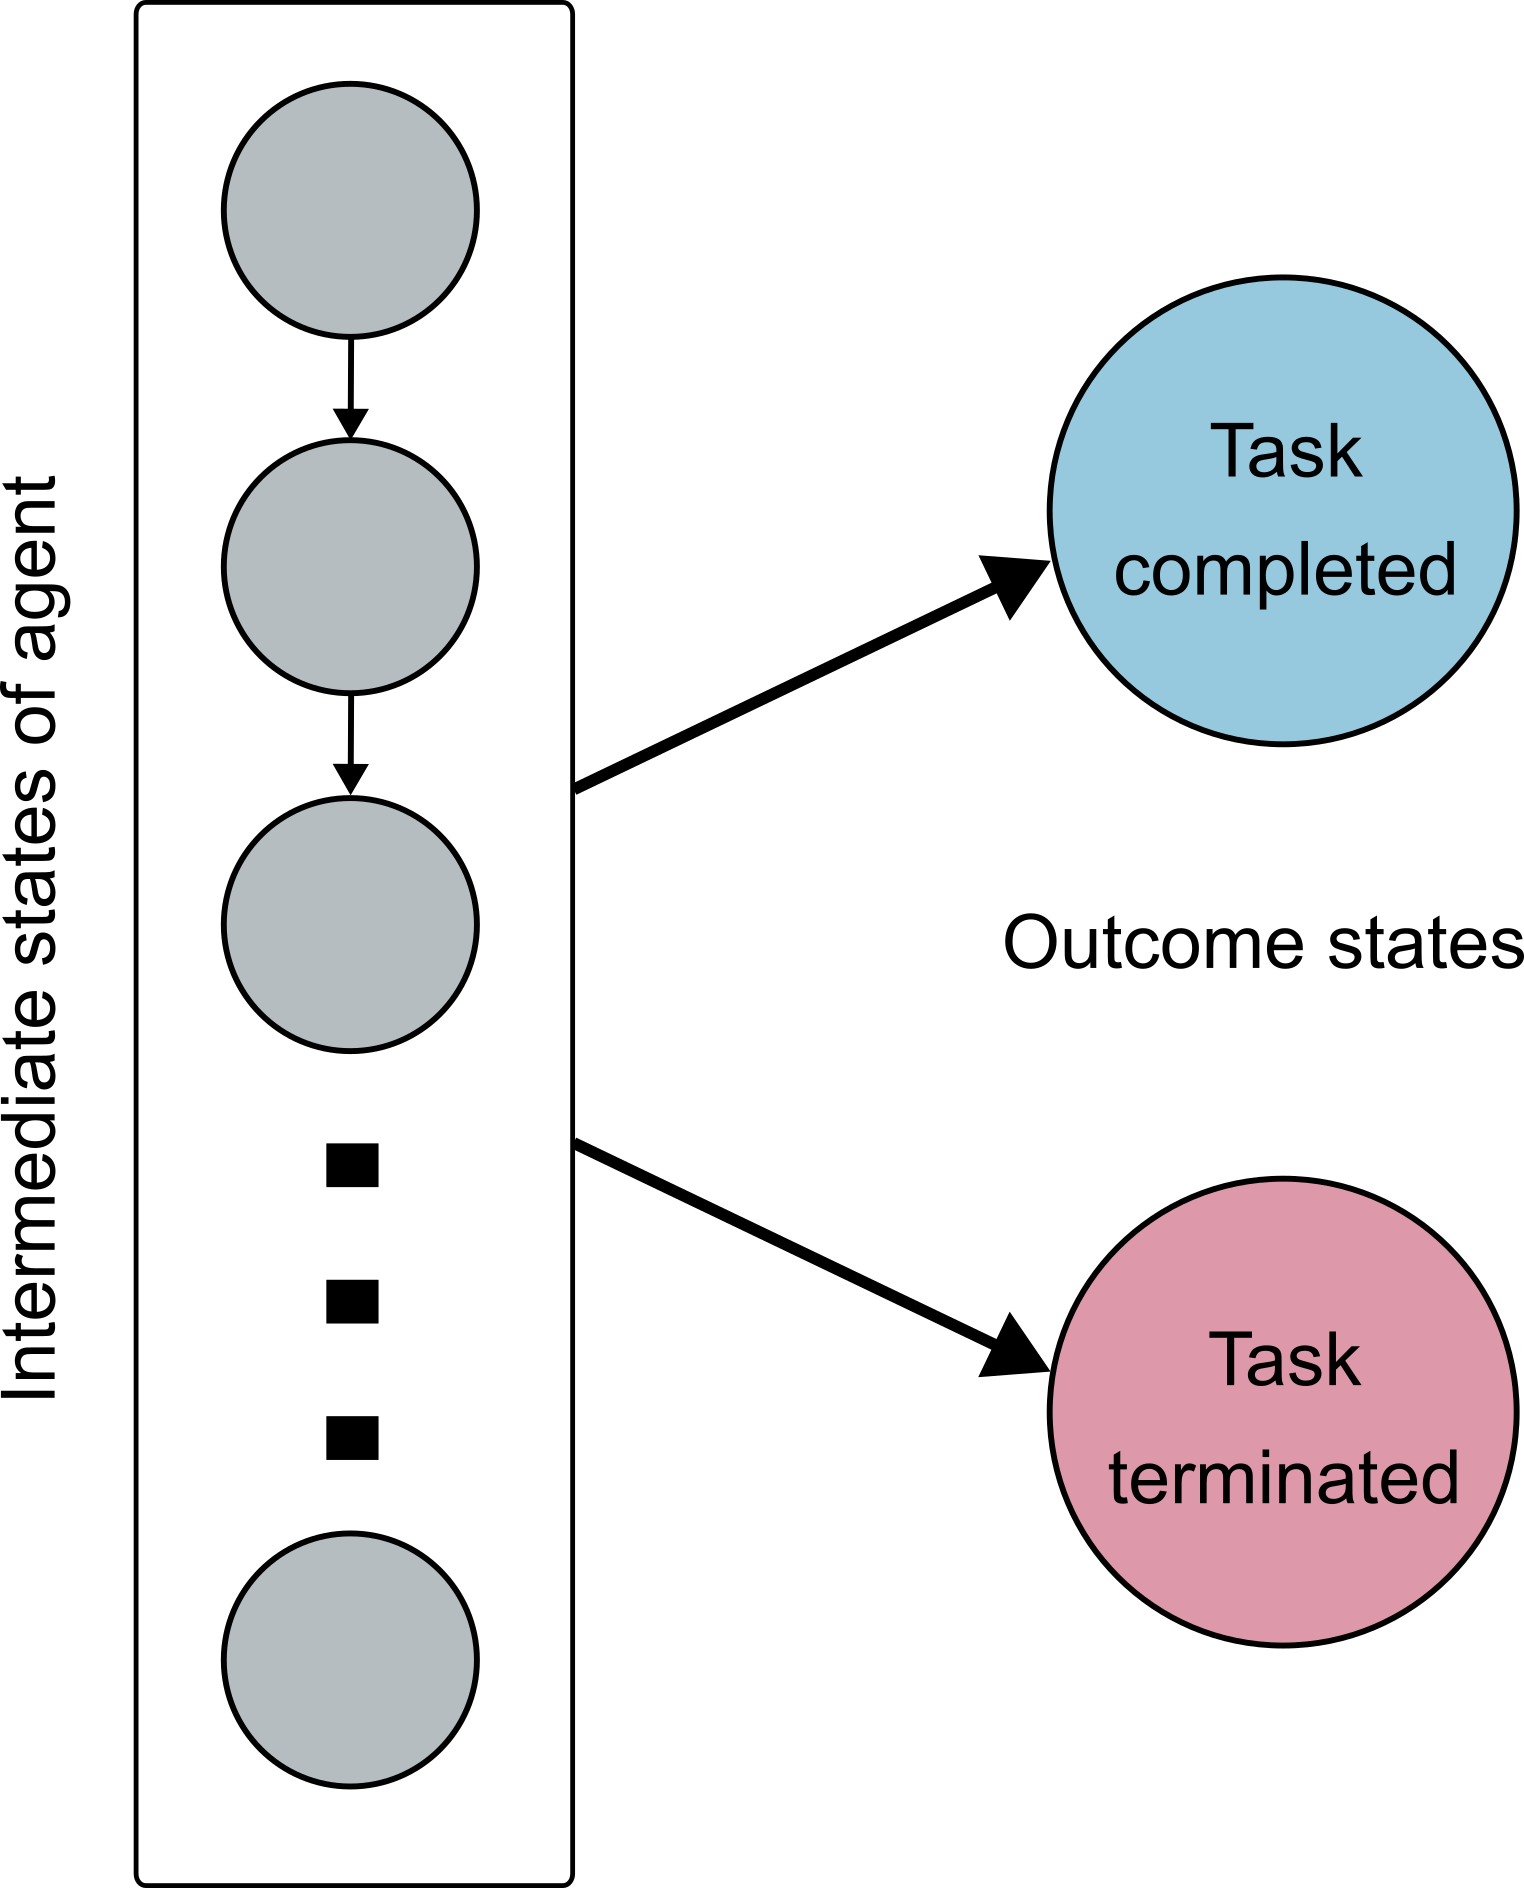 Intermediate states of agent
Task
completed
Outcome states
Task
terminated